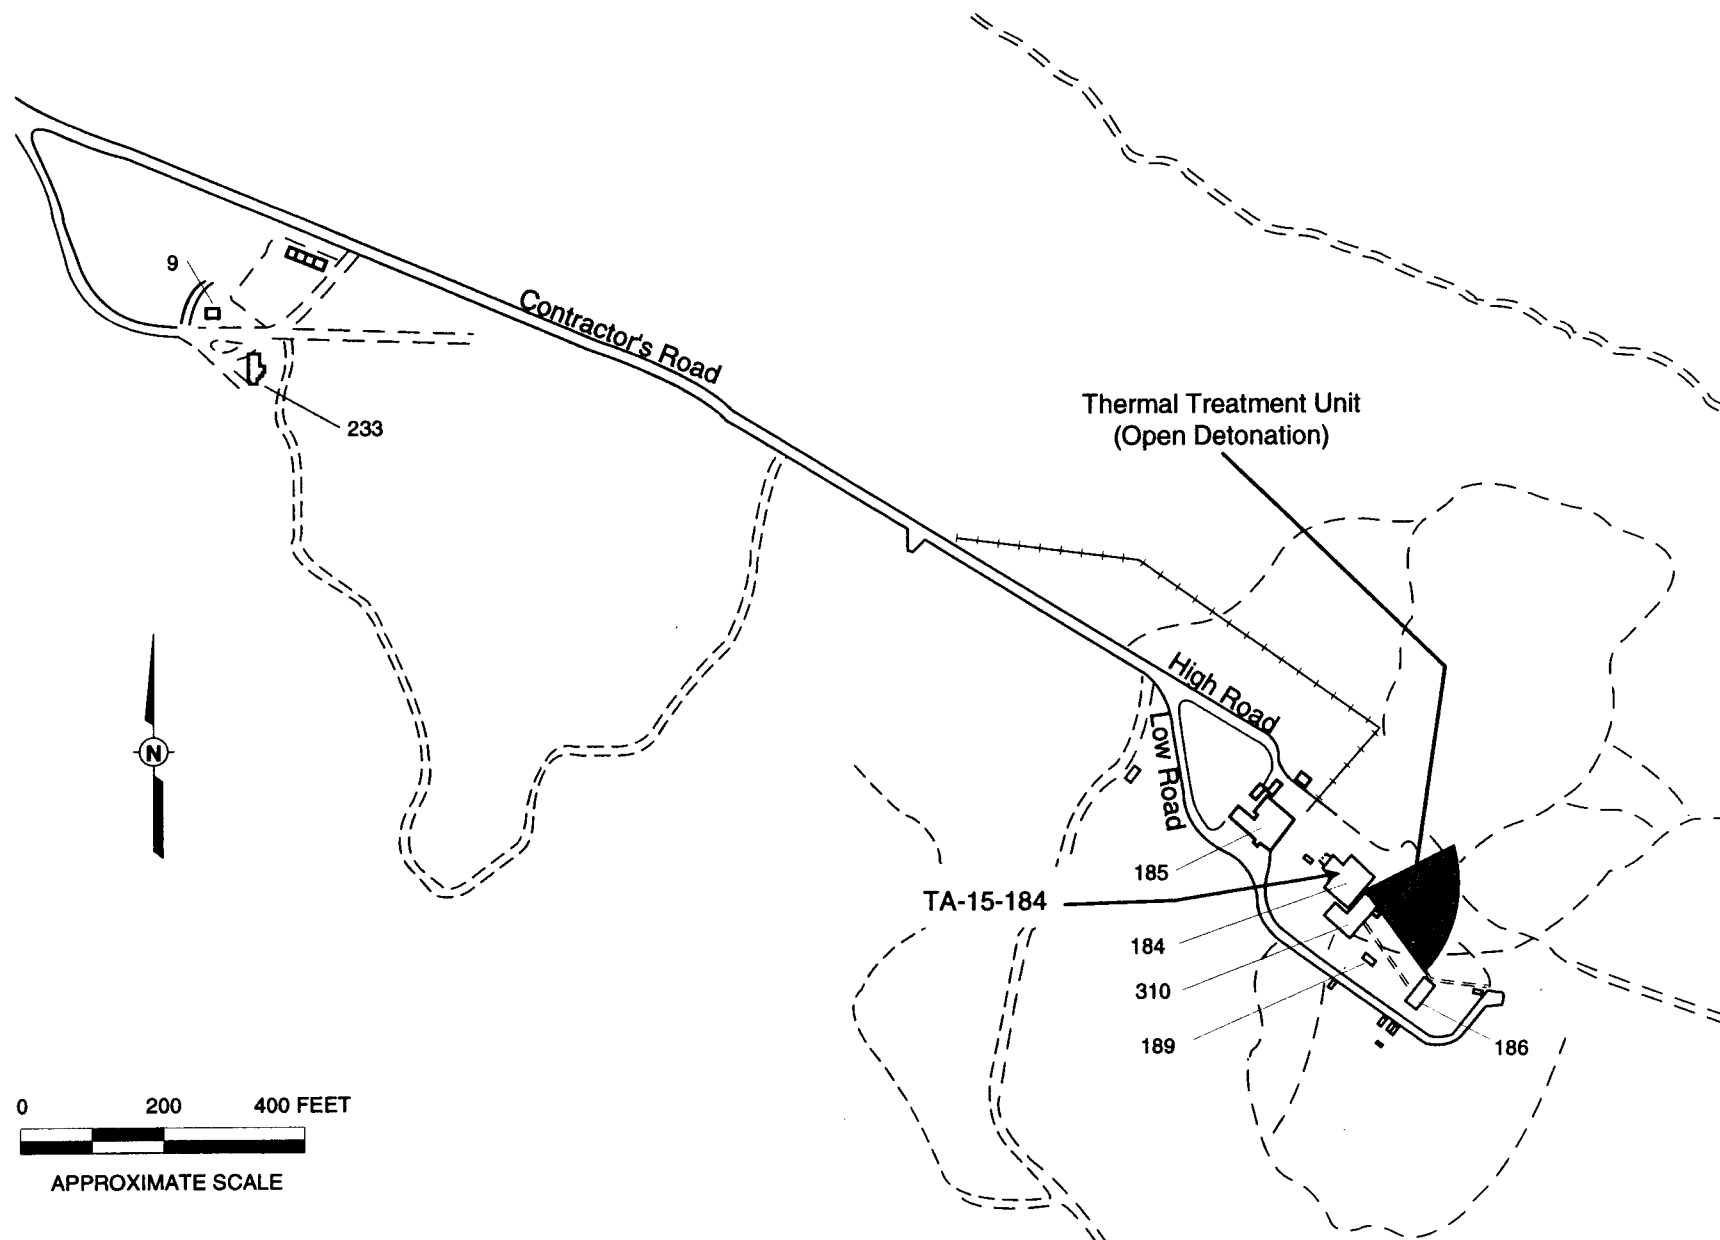 9
Contractor's Road
233
Thermal Treatment Unit
(Open Detonation)
High Road
Low Road
N
185
TA-15-184
184
310
189
186
0 200 400 FEET
APPROXIMATE SCALE